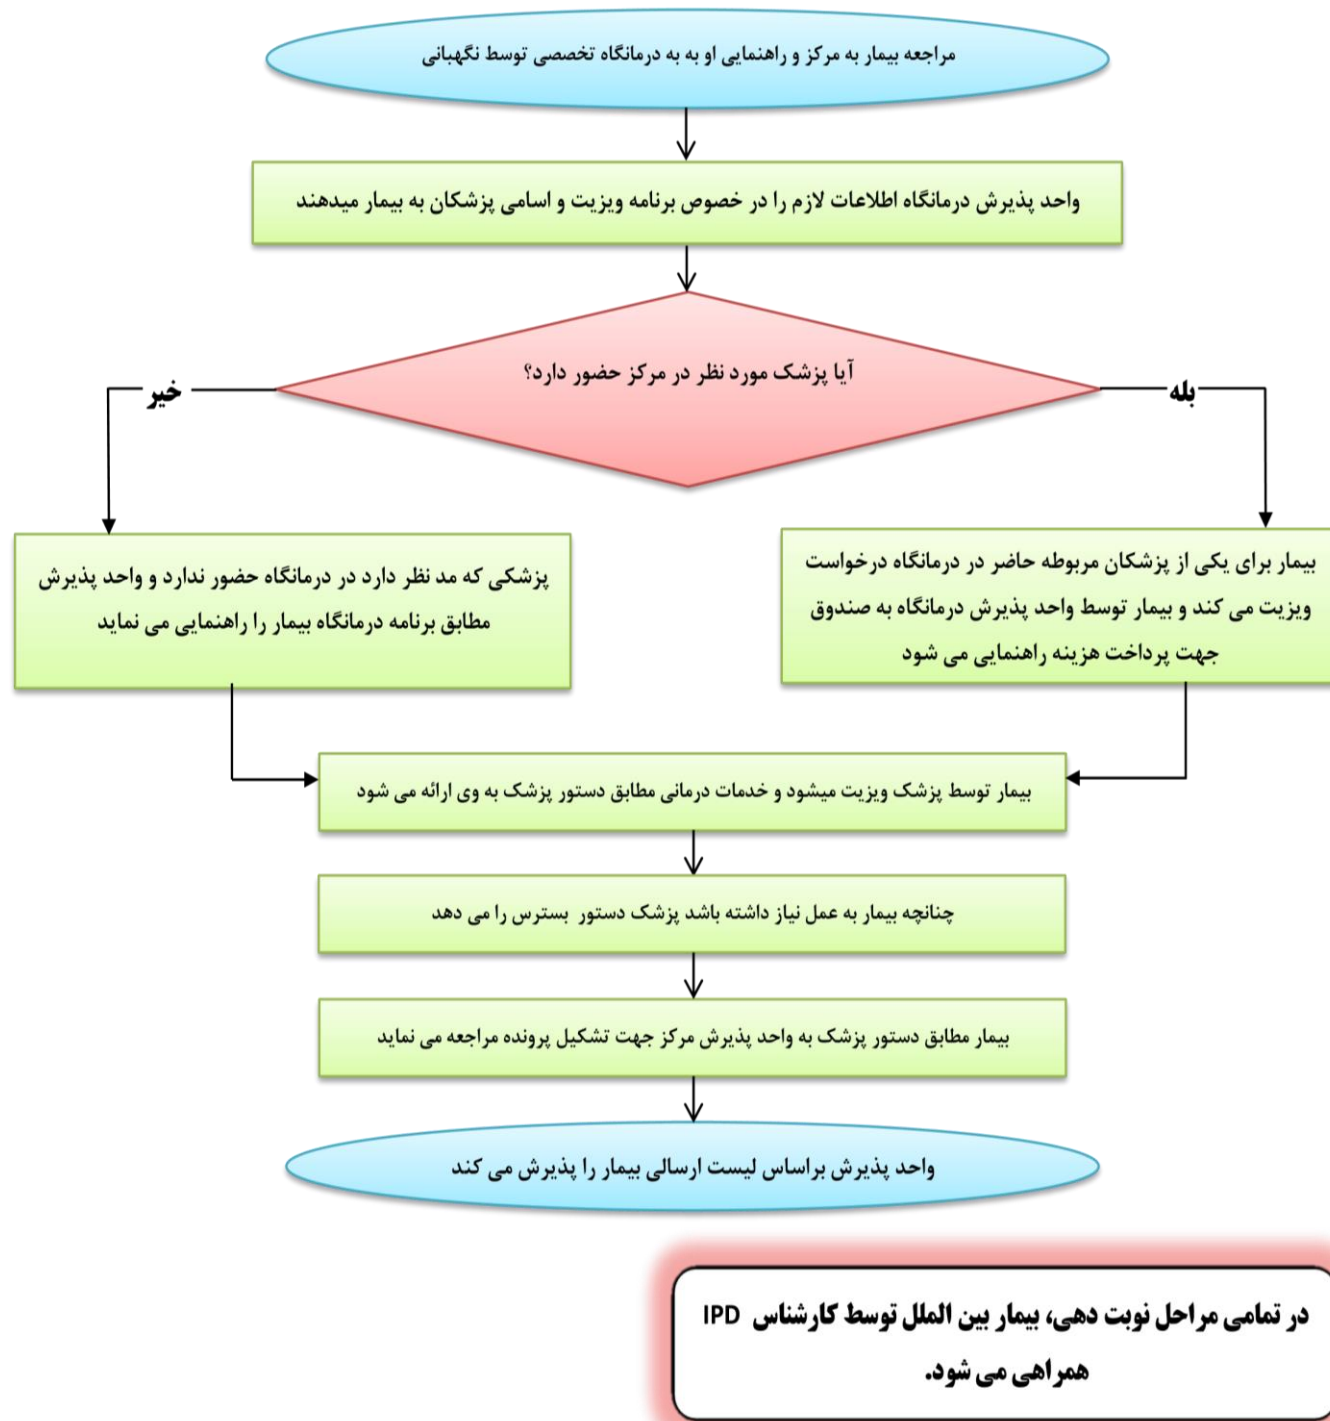 مراجعه بیمار به مرکز و راهنمایی او به به درمانگاه تخصصی توسط نگهبانی
واحد پذیرش درمانگاه اطلاعات لازم را در خصوص برنامه ویزیت و اسامی پزشکان به بیمار میدهند
آیا پزشک مورد نظر در مرکز حضور دارد؟
بله
خیر
بیمار برای یکی از پزشکان مربوطه حاضر در درمانگاه درخواست
ویزیت می کند و بیمار توسط واحد پذیرش درمانگاه به صندوق
جهت پرداخت هزینه راهنمایی می شود
پزشکی که مد نظر دارد در درمانگاه حضور ندارد و واحد پذیرش
مطابق برنامه درمانگاه بیمار را راهنمایی می نماید
بیمار توسط پزشک ویزیت میشود و خدمات درمانی مطابق دستور پزشک به وی ارائه می شود
چنانچه بیمار به عمل نیاز داشته باشد پزشک دستور بسترس را می دهد
بیمار مطابق دستور پزشک به واحد پذیرش مرکز جهت تشکیل پرونده مراجعه می نماید
واحد پذیرش براساس لیست ارسالی بیمار را پذیرش می کند
در تمامی مراحل نوبت دهی، بیمار بین الملل توسط کارشناس IPD
همراهی می شود.